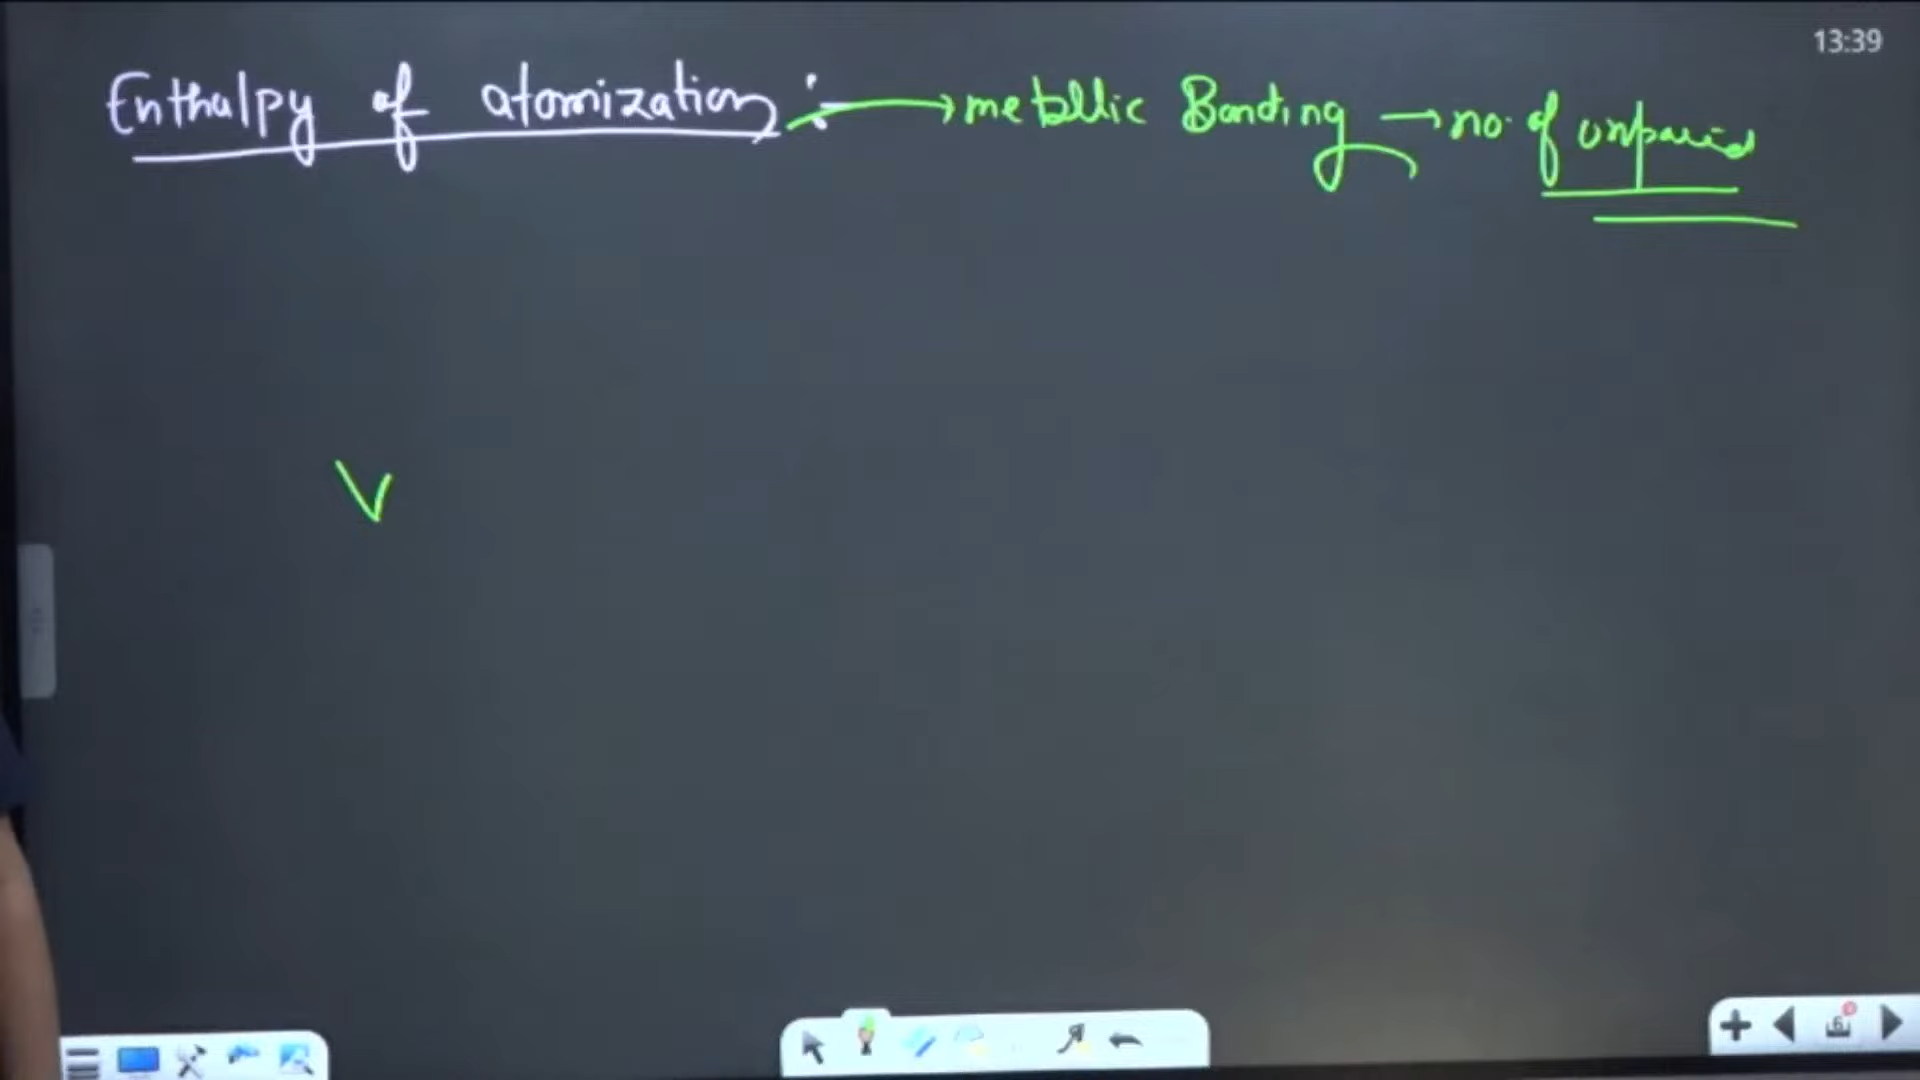 13:39
Enthalpy of atomization :- → metallic Bonding → no. of unpaired
V